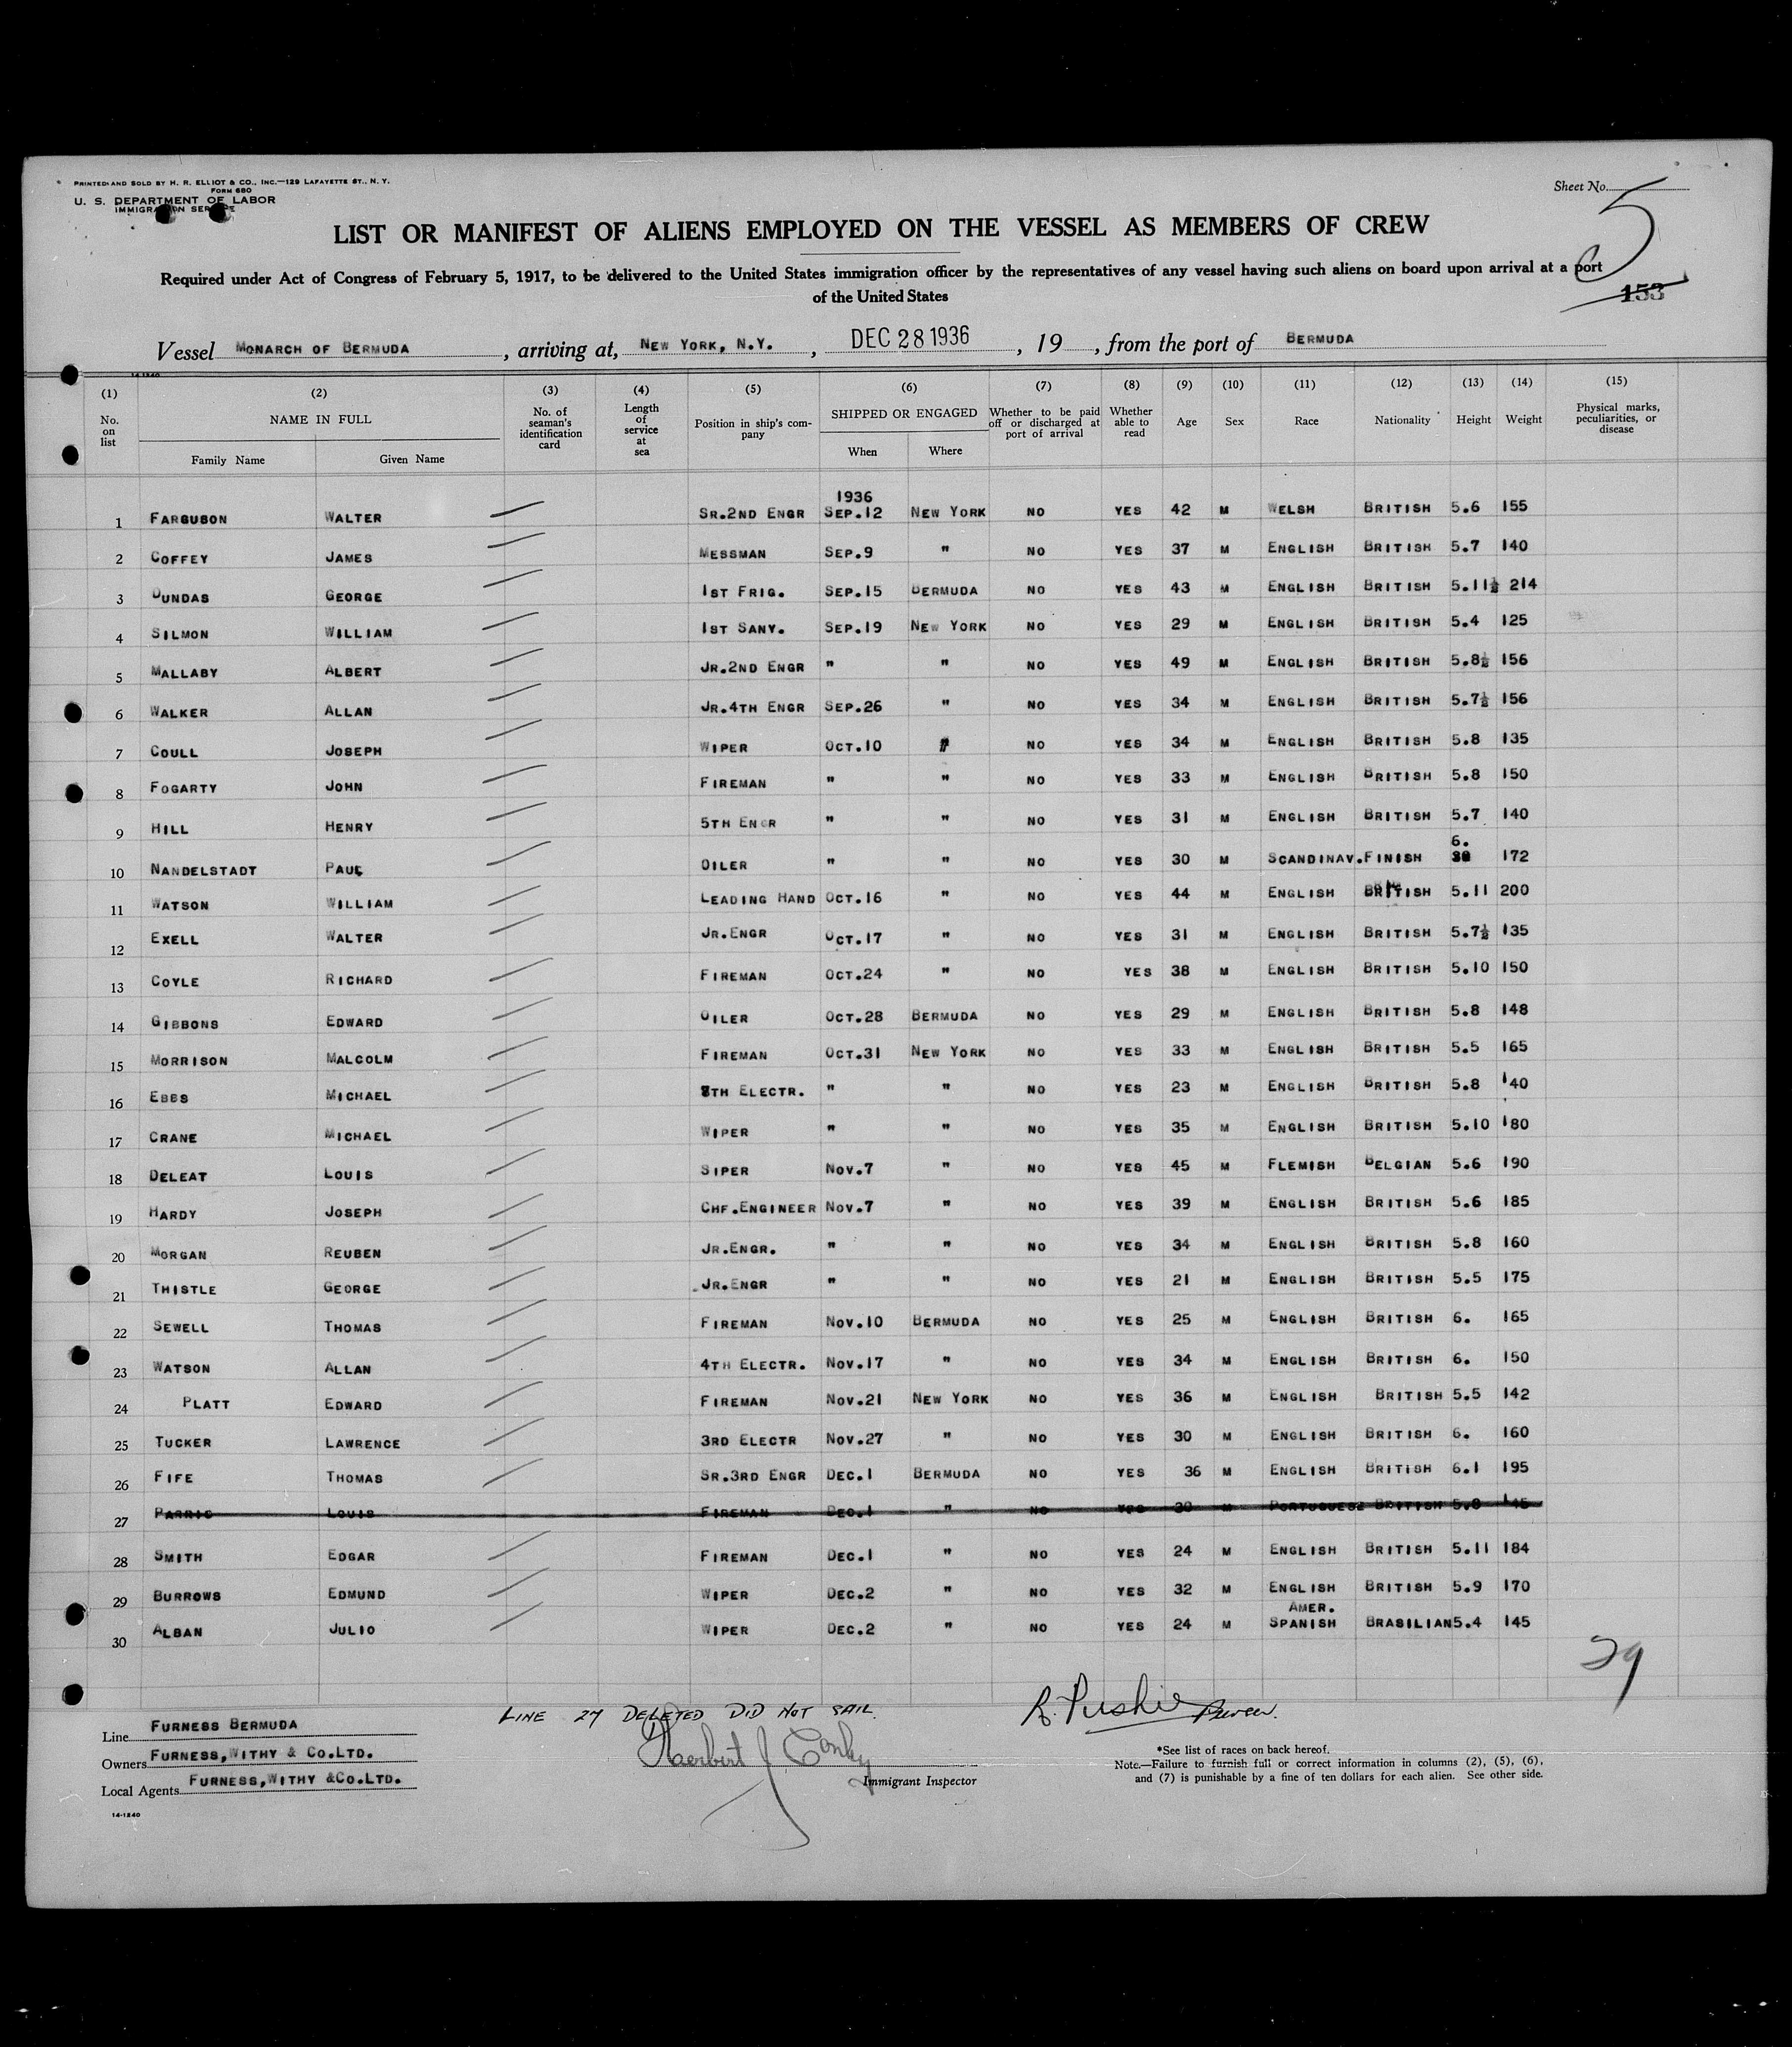 PRINTED AND SOLD BY H. R. ELLIOT & CO., INC.—129 LAFAYETTE ST., N. Y.
FORM 680
U. S. DEPARTMENT OF LABOR
IMMIGRATION SERVICE
Sheet No. 5
LIST OR MANIFEST OF ALIENS EMPLOYED ON THE VESSEL AS MEMBERS OF CREW
Required under Act of Congress of February 5, 1917, to be delivered to the United States immigration officer by the representatives of any vessel having such aliens on board upon arrival at a port
of the United States
153
Vessel MONARCH OF BERMUDA, arriving at, NEW YORK, N.Y., DEC 28 1936, 19 , from the port of BERMUDA
14-1240
(1) (2) (3) (4) (5) (6) (7) (8) (9) (10) (11) (12) (13) (14) (15)
No. on list NAME IN FULL Family Name Given Name No. of seaman's identification card Length of service at sea Position in ship's company SHIPPED OR ENGAGED When Where Whether to be paid off or discharged at port of arrival Whether able to read Age Sex Race Nationality Height Weight Physical marks, peculiarities, or disease
1936
1 FARGUSON WALTER SR.2ND ENGR SEP.12 NEW YORK NO YES 42 M WELSH BRITISH 5.6 155
2 COFFEY JAMES MESSMAN SEP.9 " NO YES 37 M ENGLISH BRITISH 5.7 140
3 DUNDAS GEORGE 1ST FRIG. SEP.15 BERMUDA NO YES 43 M ENGLISH BRITISH 5.11½ 214
4 SILMON WILLIAM 1ST SANY. SEP.19 NEW YORK NO YES 29 M ENGLISH BRITISH 5.4 125
5 MALLABY ALBERT JR.2ND ENGR " " NO YES 49 M ENGLISH BRITISH 5.8½ 156
6 WALKER ALLAN JR.4TH ENGR SEP.26 " NO YES 34 M ENGLISH BRITISH 5.7½ 156
7 COULL JOSEPH WIPER OCT.10 " NO YES 34 M ENGLISH BRITISH 5.8 135
8 FOGARTY JOHN FIREMAN " " NO YES 33 M ENGLISH BRITISH 5.8 150
9 HILL HENRY 5TH ENGR " " NO YES 31 M ENGLISH BRITISH 5.7 140
10 NANDELSTADT PAUL OILER " " NO YES 30 M SCANDINAV. FINISH 6. 172
11 WATSON WILLIAM LEADING HAND OCT.16 " NO YES 44 M ENGLISH BRITISH 5.11 200
12 EXELL WALTER JR.ENGR OCT.17 " NO YES 31 M ENGLISH BRITISH 5.7½ 135
13 COYLE RICHARD FIREMAN OCT.24 " NO YES 38 M ENGLISH BRITISH 5.10 150
14 GIBBONS EDWARD OILER OCT.28 BERMUDA NO YES 29 M ENGLISH BRITISH 5.8 148
15 MORRISON MALCOLM FIREMAN OCT.31 NEW YORK NO YES 33 M ENGLISH BRITISH 5.5 165
16 EBBS MICHAEL TH ELECTR. " " NO YES 23 M ENGLISH BRITISH 5.8 140
17 CRANE MICHAEL WIPER " " NO YES 35 M ENGLISH BRITISH 5.10 180
18 DELEAT LOUIS SIPER NOV.7 " NO YES 45 M FLEMISH BELGIAN 5.6 190
19 HARDY JOSEPH CHF.ENGINEER NOV.7 " NO YES 39 M ENGLISH BRITISH 5.6 185
20 MORGAN REUBEN JR.ENGR. " " NO YES 34 M ENGLISH BRITISH 5.8 160
21 THISTLE GEORGE JR.ENGR " " NO YES 21 M ENGLISH BRITISH 5.5 175
22 SEWELL THOMAS FIREMAN NOV.10 BERMUDA NO YES 25 M ENGLISH BRITISH 6. 165
23 WATSON ALLAN 4TH ELECTR. NOV.17 " NO YES 34 M ENGLISH BRITISH 6. 150
24 PLATT EDWARD FIREMAN NOV.21 NEW YORK NO YES 36 M ENGLISH BRITISH 5.5 142
25 TUCKER LAWRENCE 3RD ELECTR NOV.27 " NO YES 30 M ENGLISH BRITISH 6. 160
26 FIFE THOMAS SR.3RD ENGR DEC.1 BERMUDA NO YES 36 M ENGLISH BRITISH 6.1 195
27 LOUIS FIREMAN DEC.1 " NO YES M PORTUGUESE BRITISH 145
28 SMITH EDGAR FIREMAN DEC.1 " NO YES 24 M ENGLISH BRITISH 5.11 184
29 BURROWS EDMUND WIPER DEC.2 " NO YES 32 M ENGLISH BRITISH 5.9 170
AMER.
30 ALBAN JULIO WIPER DEC.2 " NO YES 24 M SPANISH BRASILIAN 5.4 145
29
LINE 27 DELETED DID NOT SAIL.
Line FURNESS BERMUDA
Owners FURNESS, WITHY & CO.LTD.
Local Agents FURNESS, WITHY &CO.LTD.
14-1240
Herbert J
Immigrant Inspector
R. Purser.
*See list of races on back hereof.
Note.—Failure to furnish full or correct information in columns (2), (5), (6),
and (7) is punishable by a fine of ten dollars for each alien. See other side.